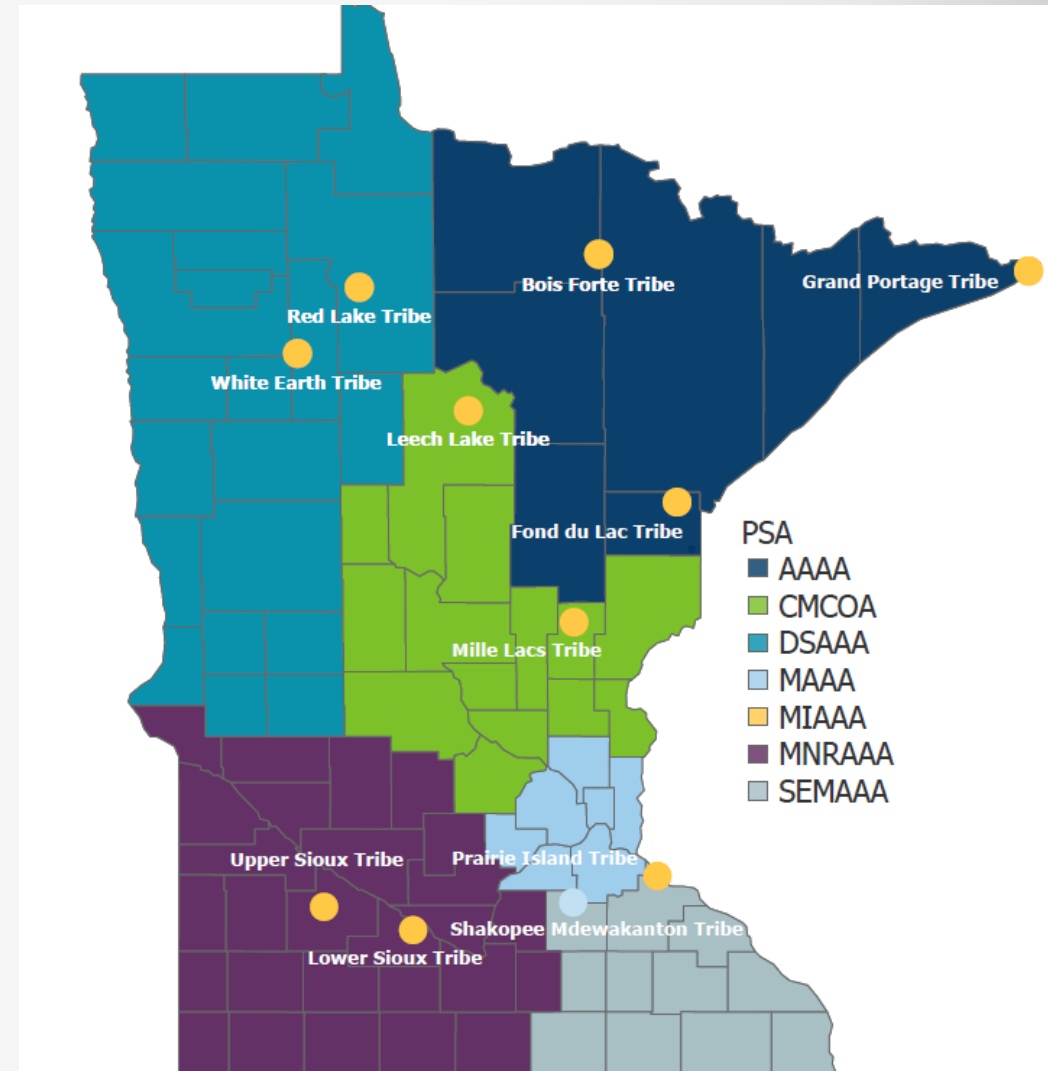 Bois Forte Tribe
Grand Portage Tribe
Red Lake Tribe
White Earth Tribe
Leech Lake Tribe
Fond du Lac Tribe
Mille Lacs Tribe
Upper Sioux Tribe
Prairie Island Tribe
Shakopee Mdewakanton Tribe
Lower Sioux Tribe
PSA
AAAA
CMCOA
DSAAA
MAAA
MIAAA
MNRAAA
SEMAAA